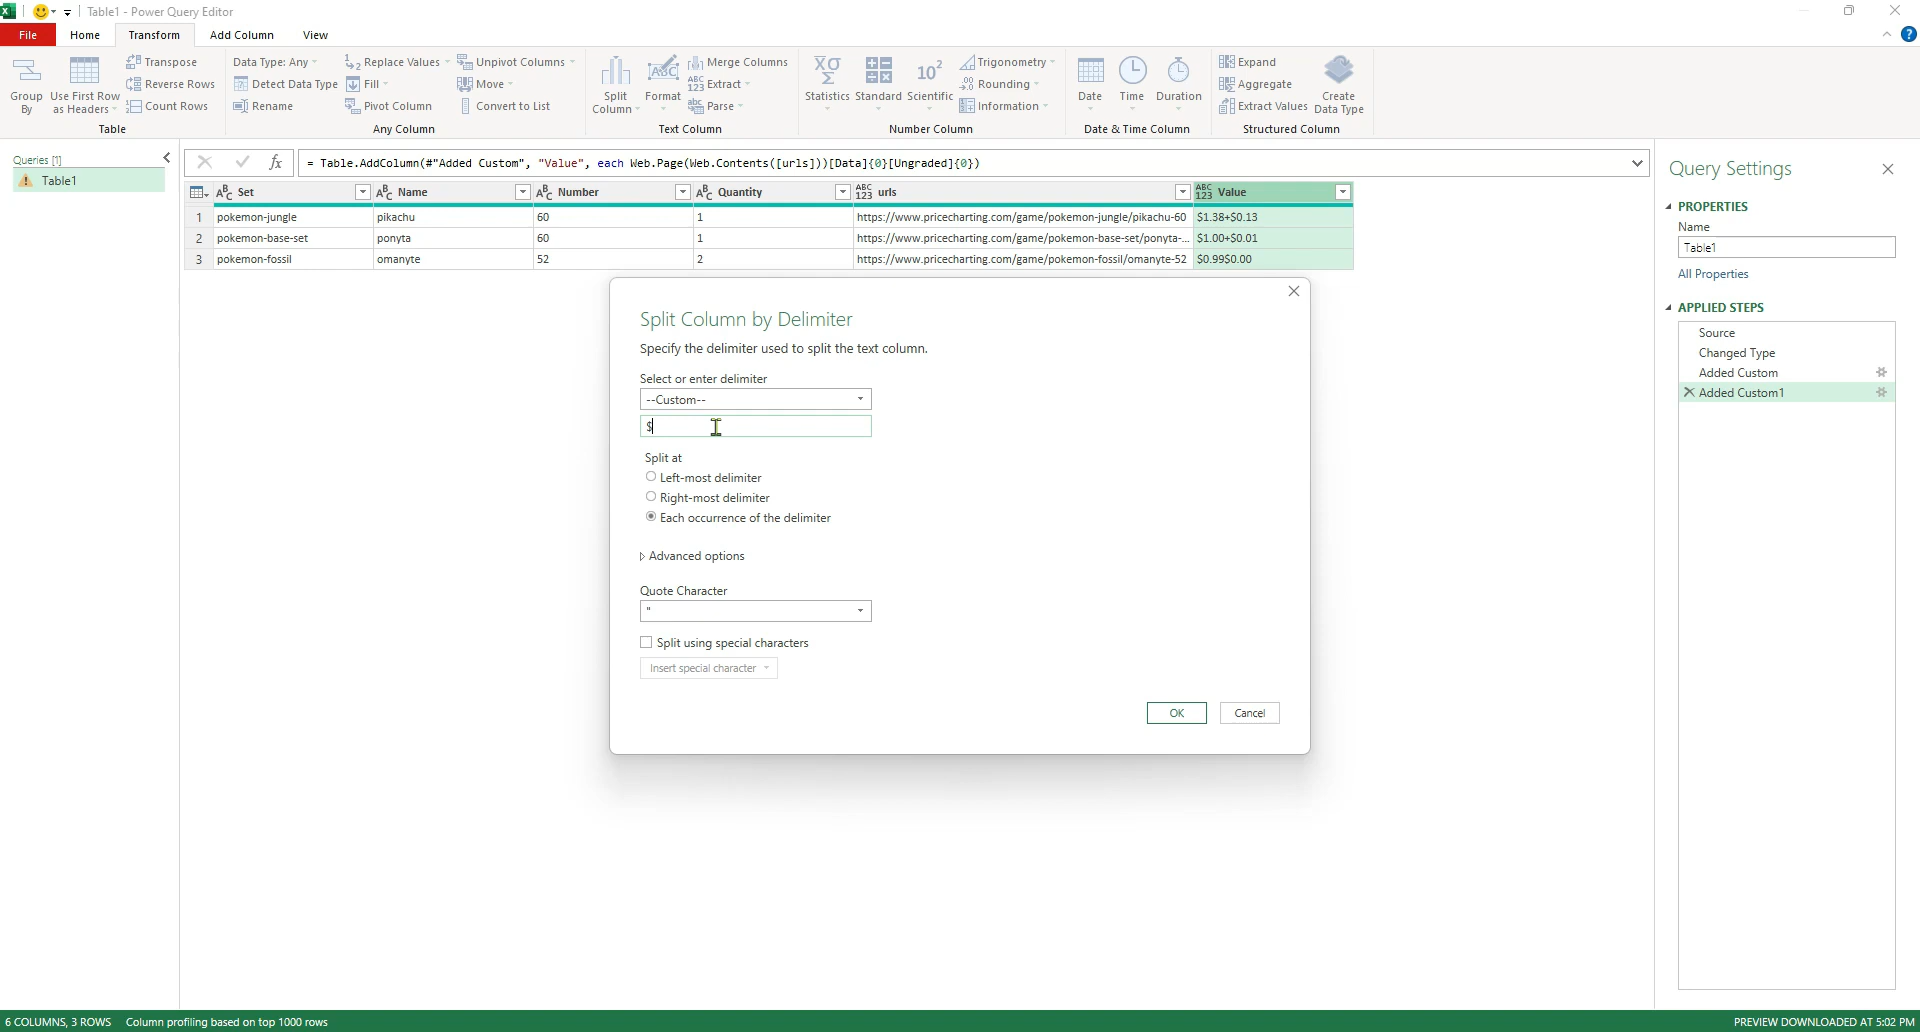 Table1 - Power Query Editor
File Home Transform Add Column View
Group By
Use First Row as Headers
Transpose
Reverse Rows
Count Rows
Table
Data Type: Any
Detect Data Type
Rename
Replace Values
Fill
Pivot Column
Unpivot Columns
Move
Convert to List
Any Column
Split Column
Format
Merge Columns
Extract
Parse
Text Column
Statistics
Standard
Scientific
Trigonometry
Rounding
Information
Number Column
Date
Time
Duration
Date & Time Column
Expand
Aggregate
Extract Values
Create Data Type
Structured Column
Queries [1]
Table1
fx = Table.AddColumn(#"Added Custom", "Value", each Web.Page(Web.Contents([urls]))[Data]{0}[Ungraded]{0})
Set Name Number Quantity urls Value
1 pokemon-jungle pikachu 60 1 https://www.pricecharting.com/game/pokemon-jungle/pikachu-60 $1.38+$0.13
2 pokemon-base-set ponyta 60 1 https://www.pricecharting.com/game/pokemon-base-set/ponyta-... $1.00+$0.01
3 pokemon-fossil omanyte 52 2 https://www.pricecharting.com/game/pokemon-fossil/omanyte-52 $0.99$0.00
Split Column by Delimiter
Specify the delimiter used to split the text column.
Select or enter delimiter
--Custom--
$
Split at
Left-most delimiter
Right-most delimiter
Each occurrence of the delimiter
Advanced options
Quote Character
"
Split using special characters
Insert special character
OK Cancel
Query Settings
PROPERTIES
Name
Table1
All Properties
APPLIED STEPS
Source
Changed Type
Added Custom
Added Custom1
6 COLUMNS, 3 ROWS Column profiling based on top 1000 rows
PREVIEW DOWNLOADED AT 5:02 PM